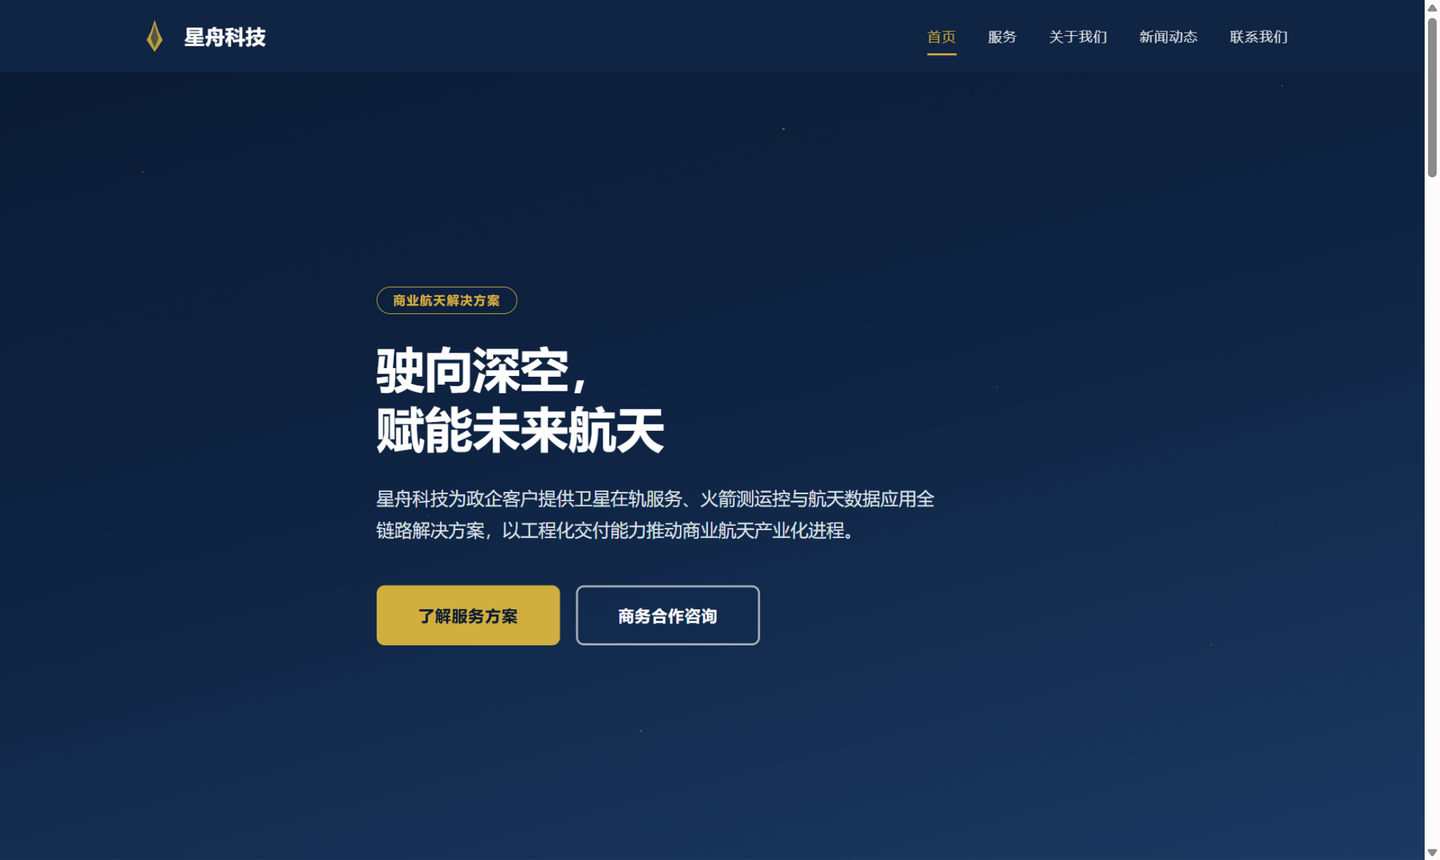 星舟科技
首页 服务 关于我们 新闻动态 联系我们
商业航天解决方案
驶向深空，
赋能未来航天
星舟科技为政企客户提供卫星在轨服务、火箭测运控与航天数据应用全
链路解决方案，以工程化交付能力推动商业航天产业化进程。
了解服务方案 商务合作咨询